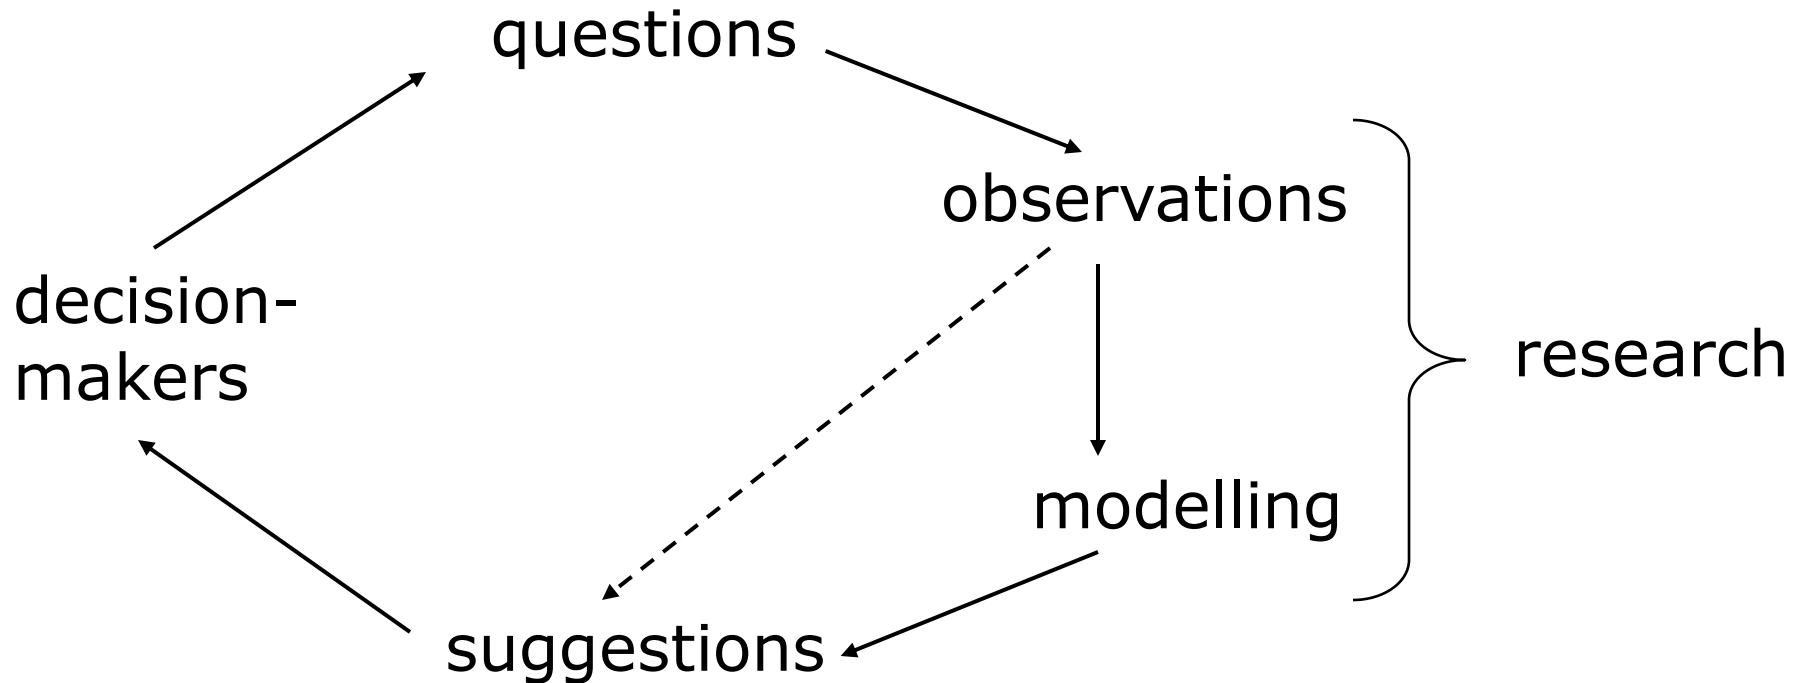 questions
observations
decision-
makers
research
modelling
suggestions